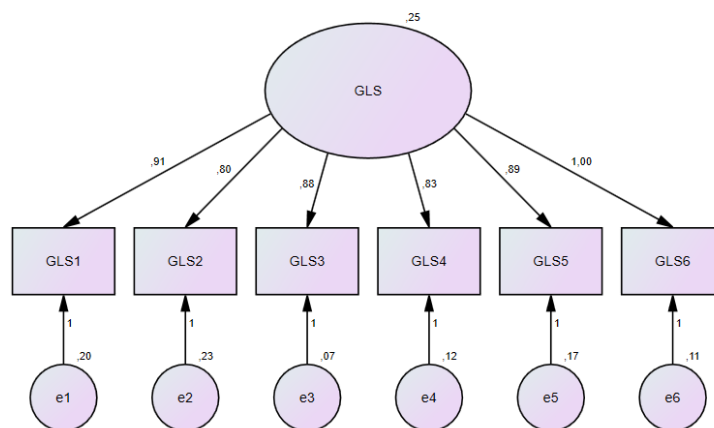 ,25
GLS
,91
,80
,88
,83
,89
1,00
GLS1
GLS2
GLS3
GLS4
GLS5
GLS6
1
1
1
1
1
1
,20
,23
,07
,12
,17
,11
e1
e2
e3
e4
e5
e6